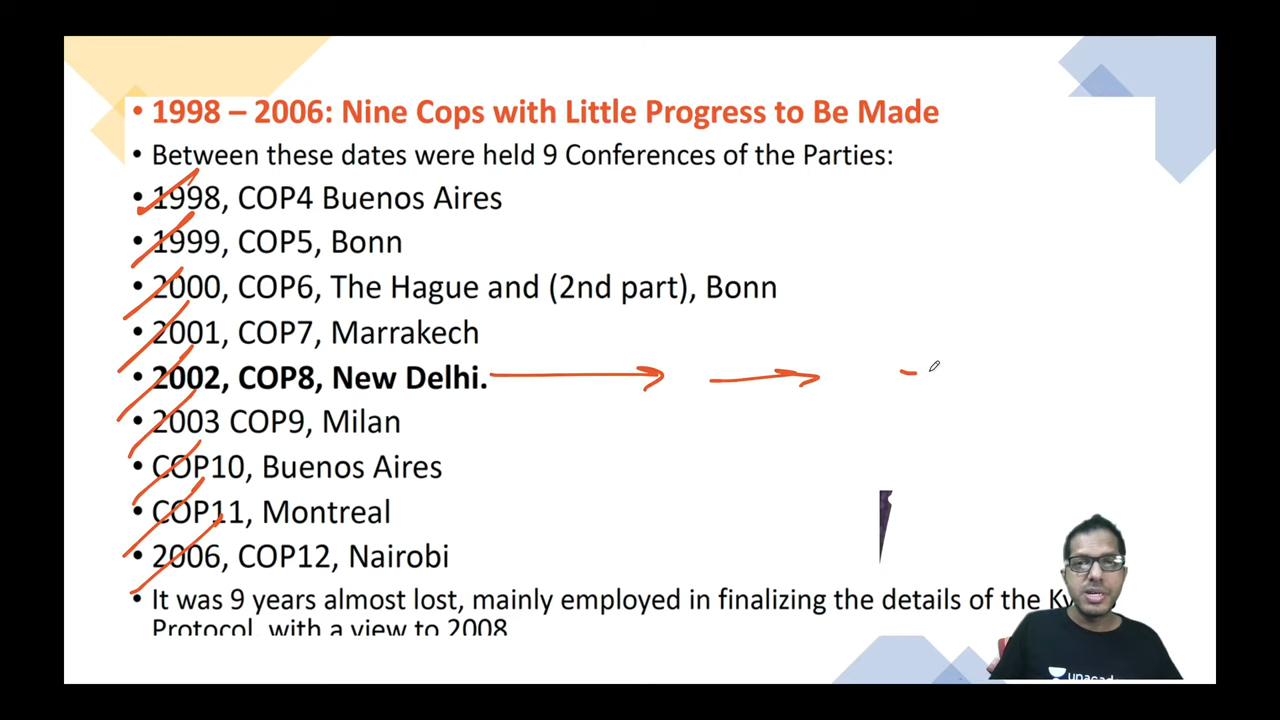 • 1998 – 2006: Nine Cops with Little Progress to Be Made
• Between these dates were held 9 Conferences of the Parties:
• 1998, COP4 Buenos Aires
• 1999, COP5, Bonn
• 2000, COP6, The Hague and (2nd part), Bonn
• 2001, COP7, Marrakech
• 2002, COP8, New Delhi.
• 2003 COP9, Milan
• COP10, Buenos Aires
• COP11, Montreal
• 2006, COP12, Nairobi
• It was 9 years almost lost, mainly employed in finalizing the details of the
Protocol, with a view to 2008